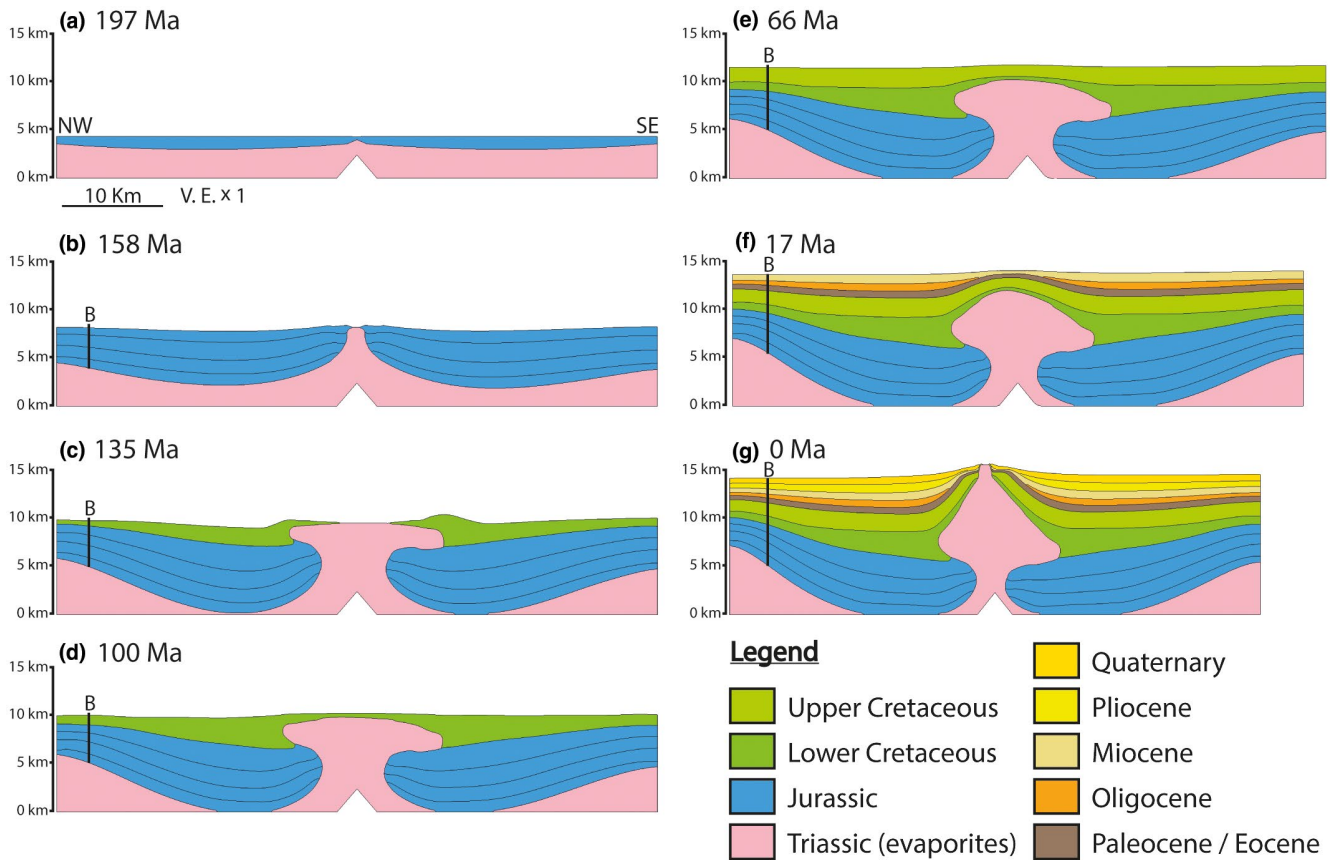 (a) 197 Ma
15 km
10 km
5 km
0 km
NW
SE
10 Km
V. E. x 1
(b) 158 Ma
15 km
10 km
5 km
0 km
B
(c) 135 Ma
15 km
10 km
5 km
0 km
B
(d) 100 Ma
15 km
10 km
5 km
0 km
B
(e) 66 Ma
15 km
10 km
5 km
0 km
B
(f) 17 Ma
15 km
10 km
5 km
0 km
B
(g) 0 Ma
15 km
10 km
5 km
0 km
B
Legend
Upper Cretaceous
Lower Cretaceous
Jurassic
Triassic (evaporites)
Quaternary
Pliocene
Miocene
Oligocene
Paleocene / Eocene